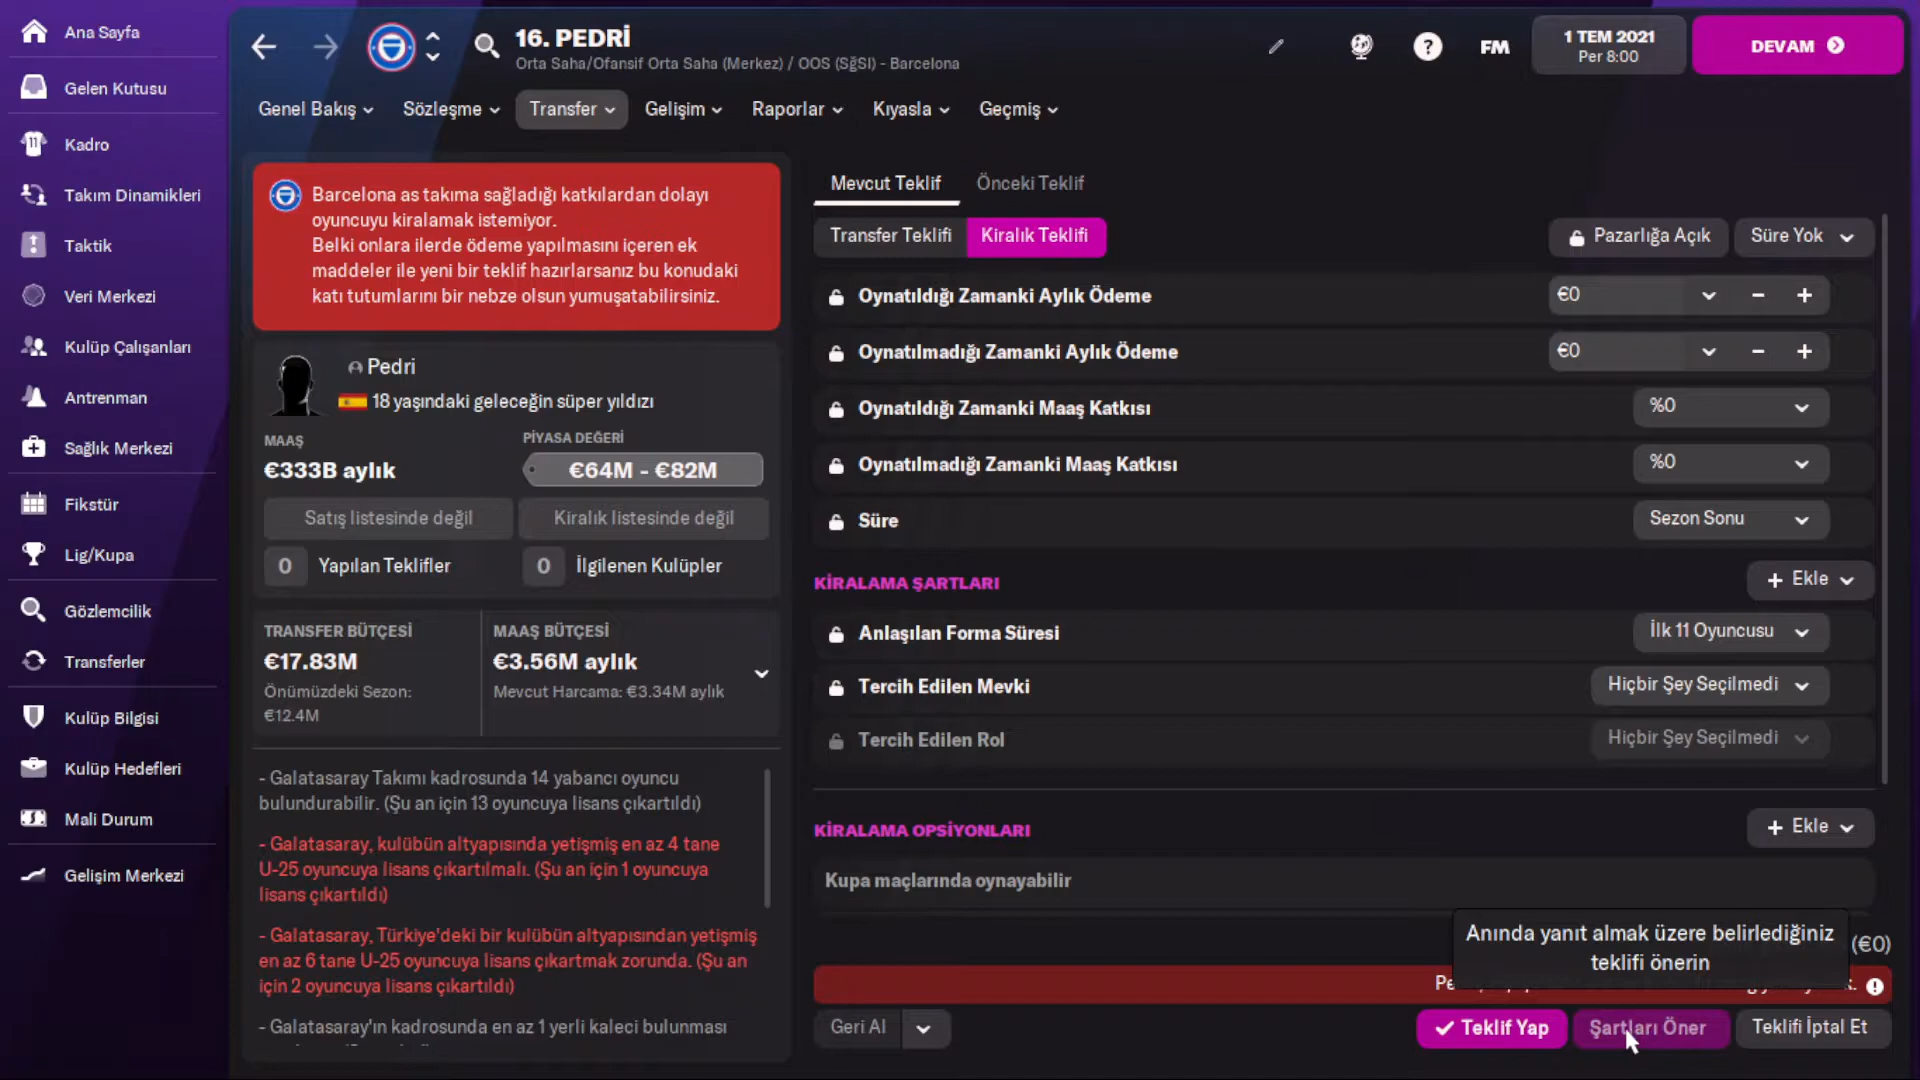 Ana Sayfa
Gelen Kutusu
Kadro
Takım Dinamikleri
Taktik
Veri Merkezi
Kulüp Çalışanları
Antrenman
Sağlık Merkezi
Fikstür
Lig/Kupa
Gözlemcilik
Transferler
Kulüp Bilgisi
Kulüp Hedefleri
Mali Durum
Gelişim Merkezi
16. PEDRİ
Orta Saha/Ofansif Orta Saha (Merkez) / OOS (SğSl) - Barcelona
FM
1 TEM 2021
Per 8:00
DEVAM
Genel Bakış
Sözleşme
Transfer
Gelişim
Raporlar
Kıyasla
Geçmiş
Barcelona as takıma sağladığı katkılardan dolayı
oyuncuyu kiralamak istemiyor.
Belki onlara ilerde ödeme yapılmasını içeren ek
maddeler ile yeni bir teklif hazırlarsanız bu konudaki
katı tutumlarını bir nebze olsun yumuşatabilirsiniz.
Pedri
18 yaşındaki geleceğin süper yıldızı
MAAŞ
€333B aylık
PİYASA DEĞERİ
€64M - €82M
Satış listesinde değil
Kiralık listesinde değil
0 Yapılan Teklifler
0 İlgilenen Kulüpler
TRANSFER BÜTÇESİ
€17.83M
Önümüzdeki Sezon:
€12.4M
MAAŞ BÜTÇESİ
€3.56M aylık
Mevcut Harcama: €3.34M aylık
- Galatasaray Takımı kadrosunda 14 yabancı oyuncu
bulundurabilir. (Şu an için 13 oyuncuya lisans çıkartıldı)
- Galatasaray, kulübün altyapısında yetişmiş en az 4 tane
U-25 oyuncuya lisans çıkartılmalı. (Şu an için 1 oyuncuya
lisans çıkartıldı)
- Galatasaray, Türkiye'deki bir kulübün altyapısından yetişmiş
en az 6 tane U-25 oyuncuya lisans çıkartmak zorunda. (Şu an
için 2 oyuncuya lisans çıkartıldı)
- Galatasaray'ın kadrosunda en az 1 yerli kaleci bulunması
Mevcut Teklif
Önceki Teklif
Transfer Teklifi
Kiralık Teklifi
Pazarlığa Açık
Süre Yok
Oynatıldığı Zamanki Aylık Ödeme
€0
Oynatılmadığı Zamanki Aylık Ödeme
€0
Oynatıldığı Zamanki Maaş Katkısı
%0
Oynatılmadığı Zamanki Maaş Katkısı
%0
Süre
Sezon Sonu
KİRALAMA ŞARTLARI
+ Ekle
Anlaşılan Forma Süresi
İlk 11 Oyuncusu
Tercih Edilen Mevki
Hiçbir Şey Seçilmedi
Tercih Edilen Rol
Hiçbir Şey Seçilmedi
KİRALAMA OPSİYONLARI
+ Ekle
Kupa maçlarında oynayabilir
Anında yanıt almak üzere belirlediğiniz
teklifi önerin
(€0)
Geri Al
Teklif Yap
Şartları Öner
Teklifi İptal Et